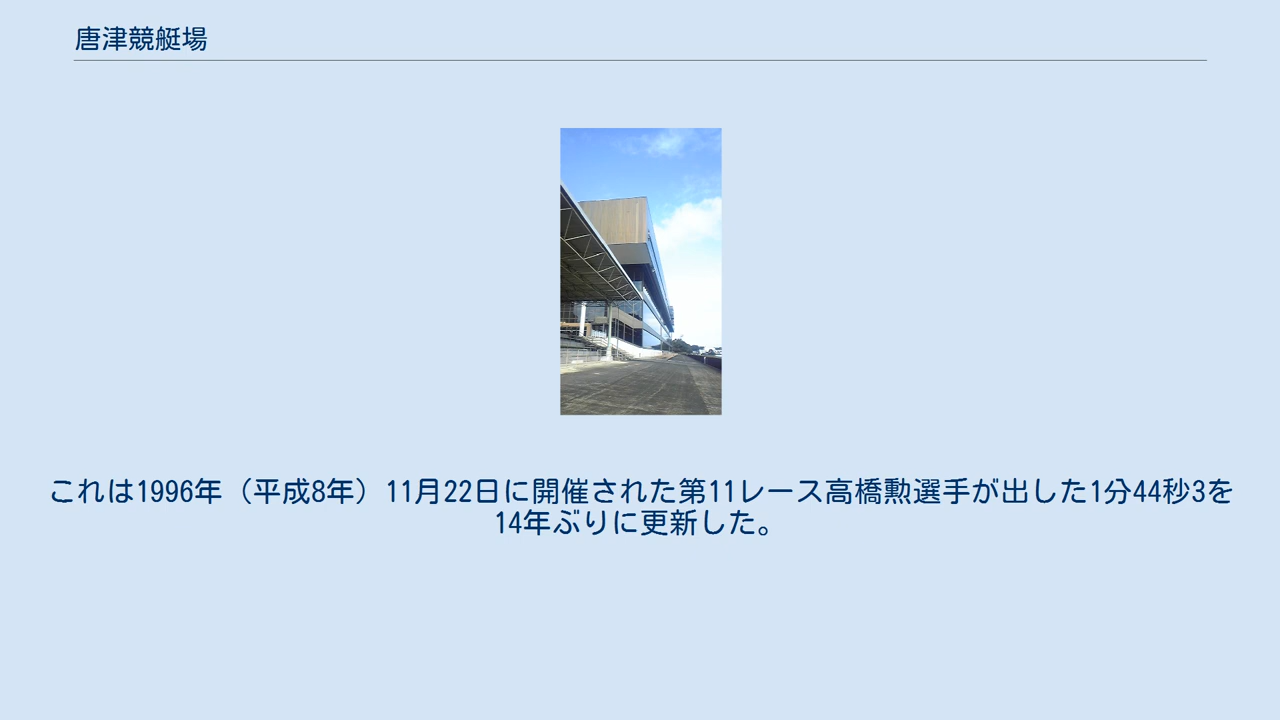 唐津競艇場
これは1996年（平成8年）11月22日に開催された第11レース高橋勲選手が出した1分44秒3を
14年ぶりに更新した。